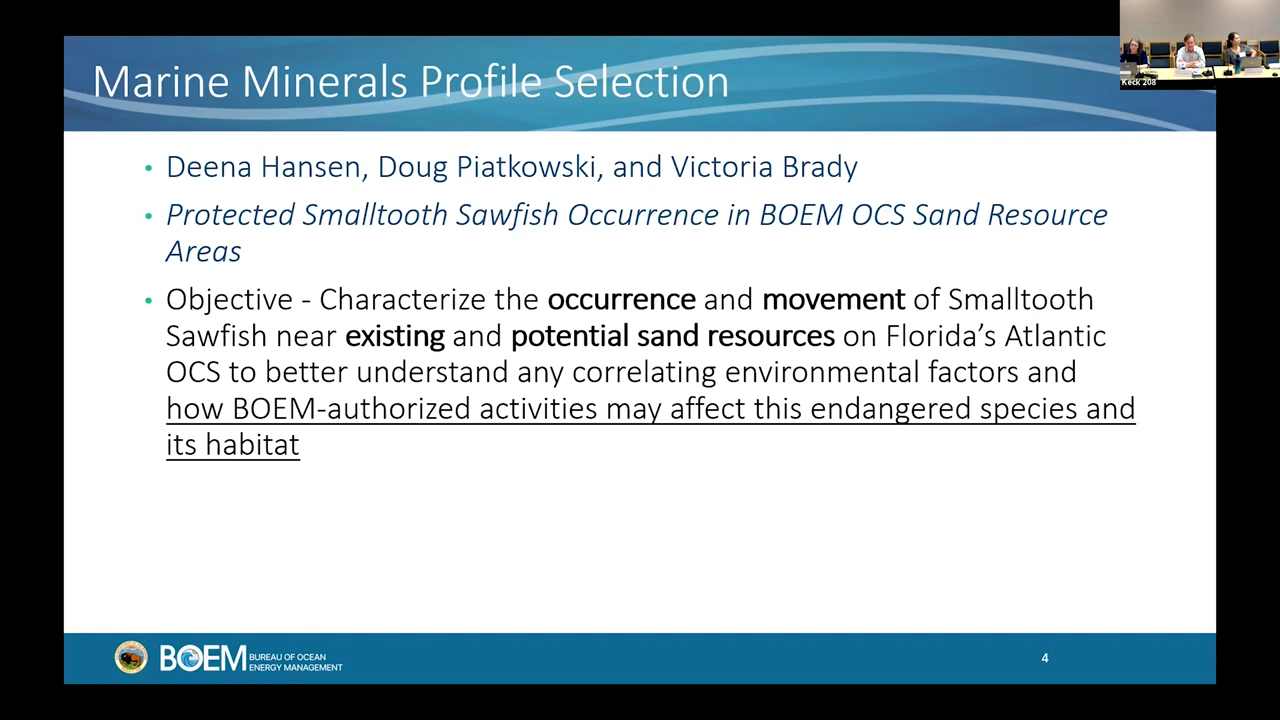 Marine Minerals Profile Selection
Keck 208
• Deena Hansen, Doug Piatkowski, and Victoria Brady
• Protected Smalltooth Sawfish Occurrence in BOEM OCS Sand Resource
Areas
• Objective - Characterize the occurrence and movement of Smalltooth
Sawfish near existing and potential sand resources on Florida's Atlantic
OCS to better understand any correlating environmental factors and
how BOEM-authorized activities may affect this endangered species and
its habitat
BOEM
BUREAU OF OCEAN
ENERGY MANAGEMENT
4